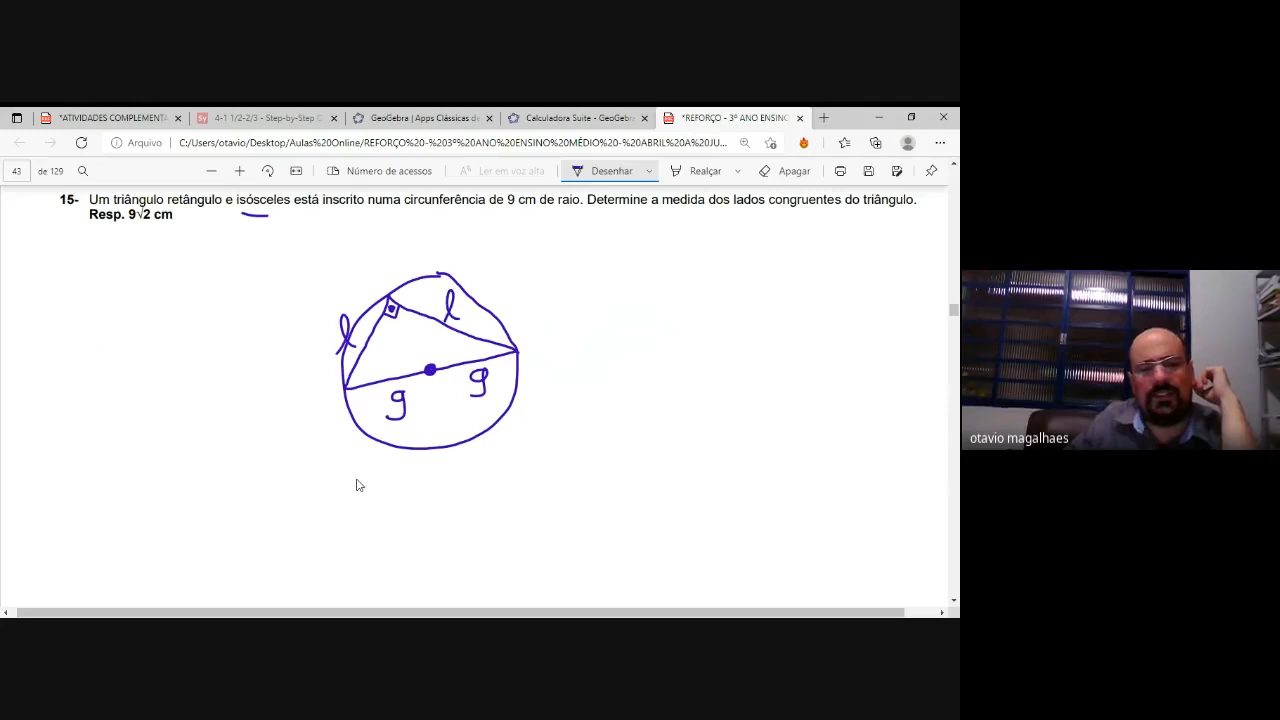 *ATIVIDADES COMPLEMENTA
4-1 1/2-2/3 - Step-by-Step C
GeoGebra | Apps Clássicas de
Calculadora Suite - GeoGebra
*REFORÇO - 3º ANO ENSINO
Arquivo
C:/Users/otavio/Desktop/Aulas%20Online/REFORÇO%20-%203º%20ANO%20ENSINO%20MÉDIO%20-%20ABRIL%20A%20JU...
43 de 129
Número de acessos
Ler em voz alta
Desenhar
Realçar
Apagar
15- Um triângulo retângulo e isósceles está inscrito numa circunferência de 9 cm de raio. Determine a medida dos lados congruentes do triângulo.
Resp. 9√2 cm
l
l
9
9
otavio magalhaes